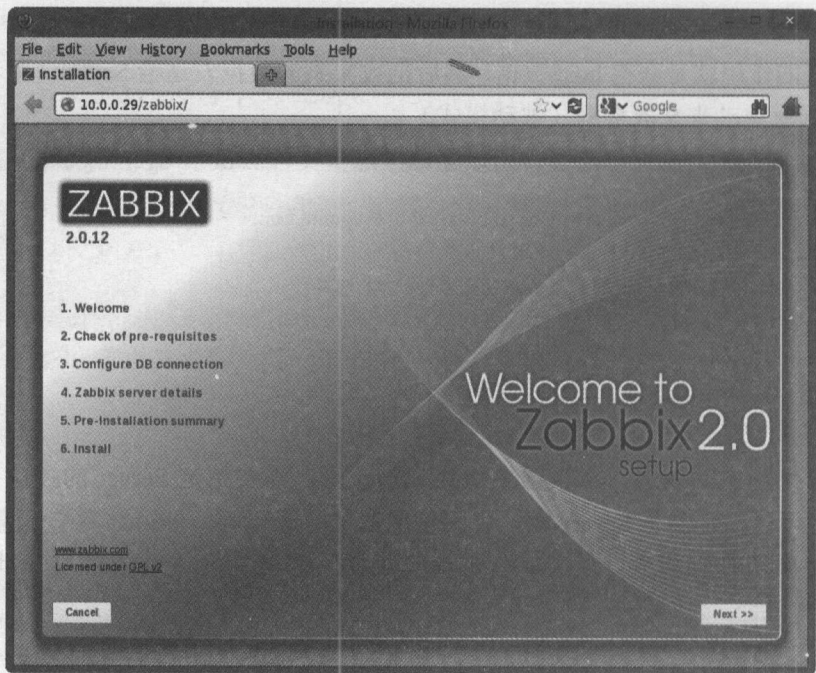 Installation - Mozilla Firefox
File Edit View History Bookmarks Tools Help
Installation
10.0.0.29/zabbix/
Google
ZABBIX
2.0.12
1. Welcome
2. Check of pre-requisites
3. Configure DB connection
4. Zabbix server details
5. Pre-Installation summary
6. Install
Welcome to
Zabbix 2.0
setup
www.zabbix.com
Licensed under GPL v2
Cancel
Next >>